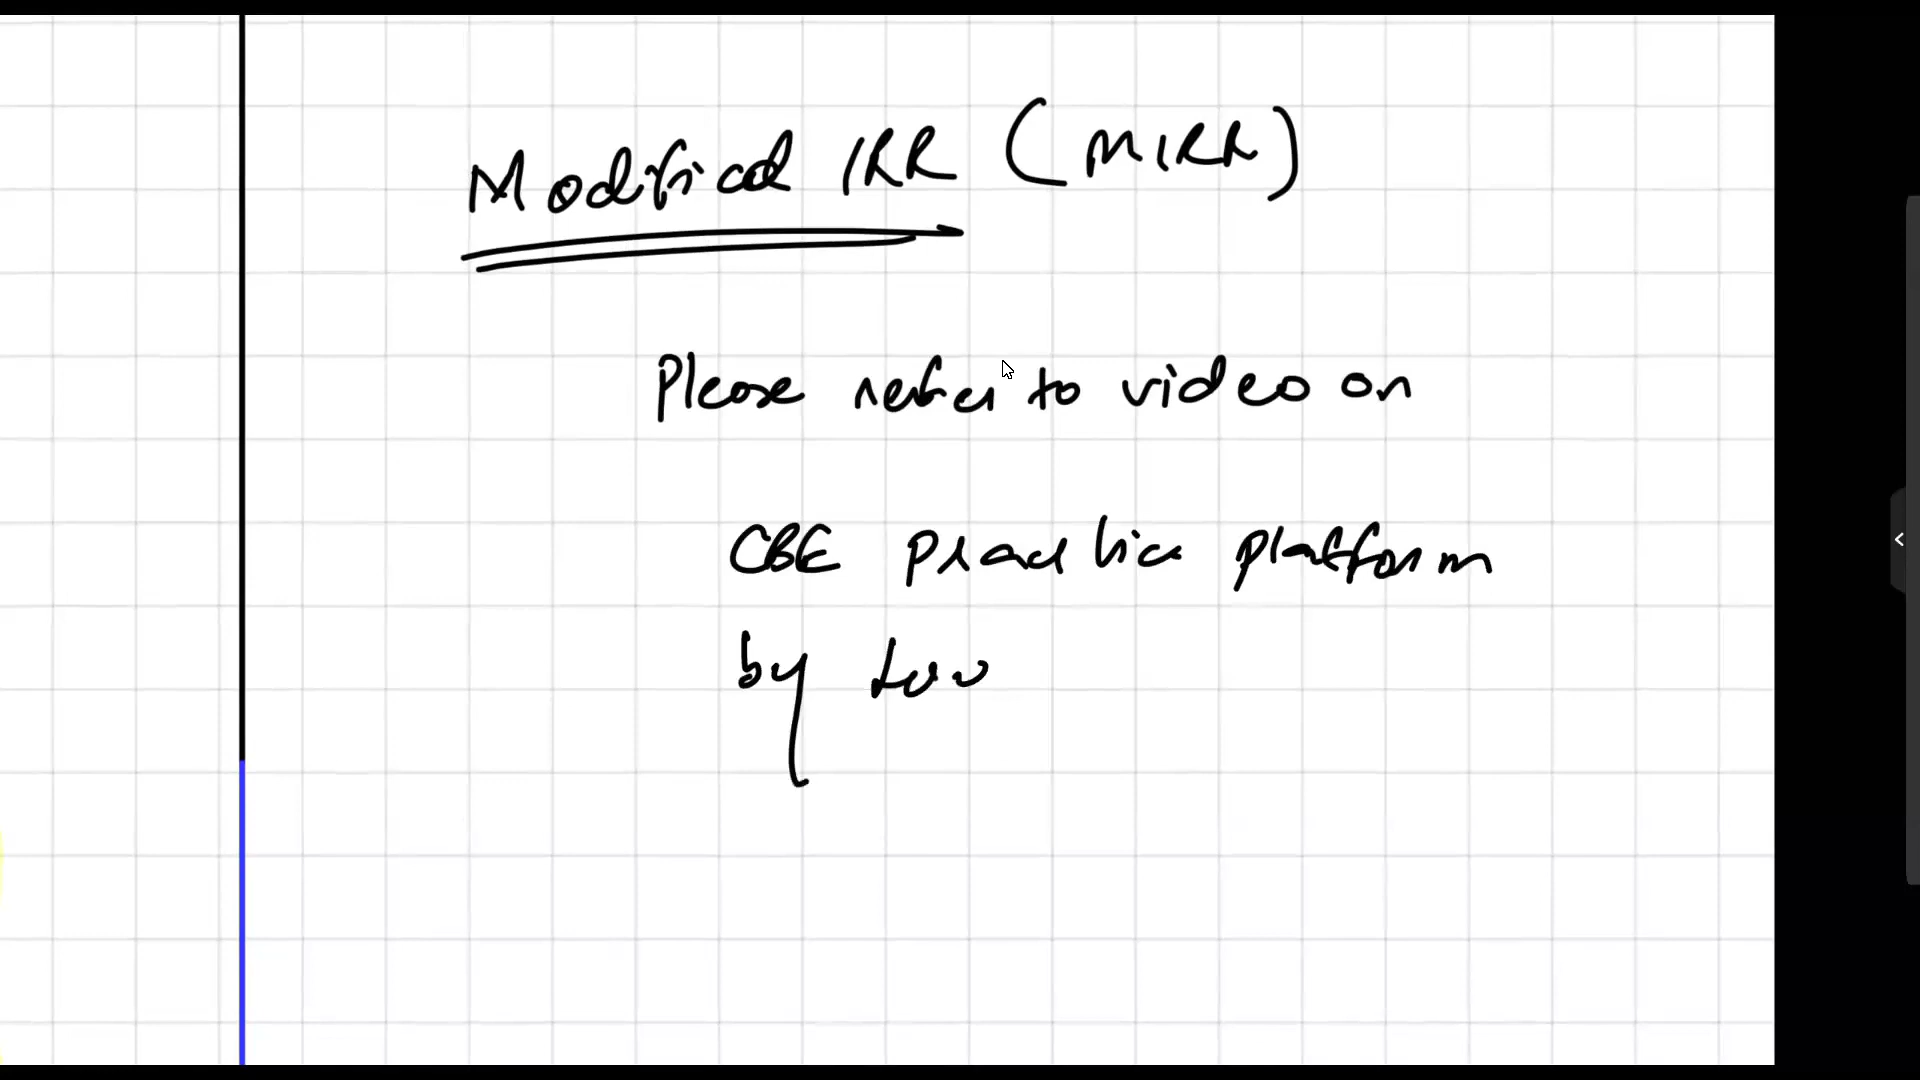 Modified IRR (MIRR)
Please refer to video on
CBE practice platform
by